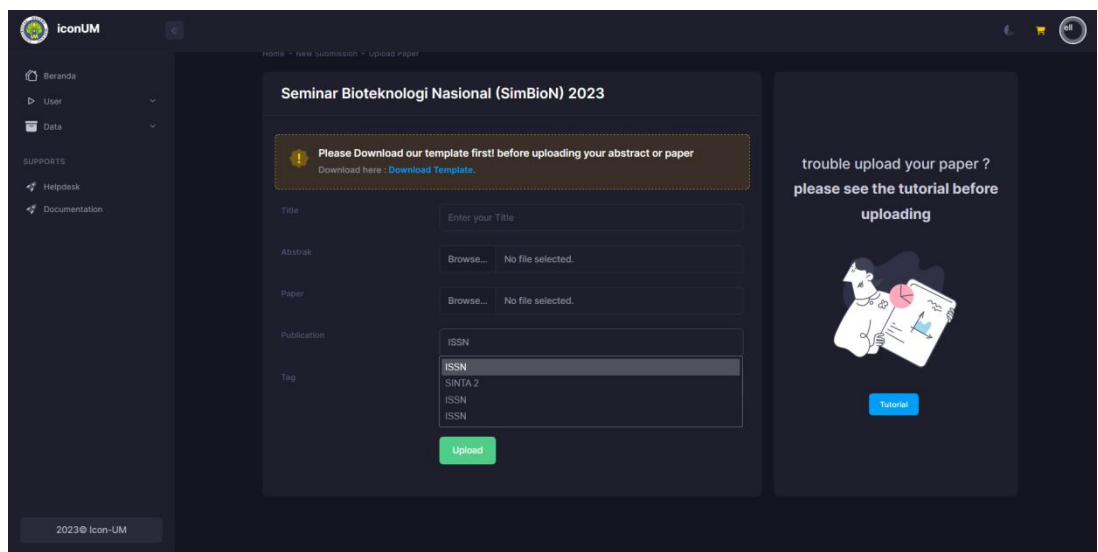 iconUM
ell
Home - New Submission - Upload Paper
Beranda
User
Data
SUPPORTS
Helpdesk
Documentation
2023© Icon-UM
Seminar Bioteknologi Nasional (SimBioN) 2023
Please Download our template first! before uploading your abstract or paper
Download here : Download Template.
Title
Enter your Title
Abstrak
Browse... No file selected.
Paper
Browse... No file selected.
Publication
ISSN
ISSN
SINTA 2
ISSN
ISSN
Tag
Upload
trouble upload your paper ?
please see the tutorial before
uploading
Tutorial